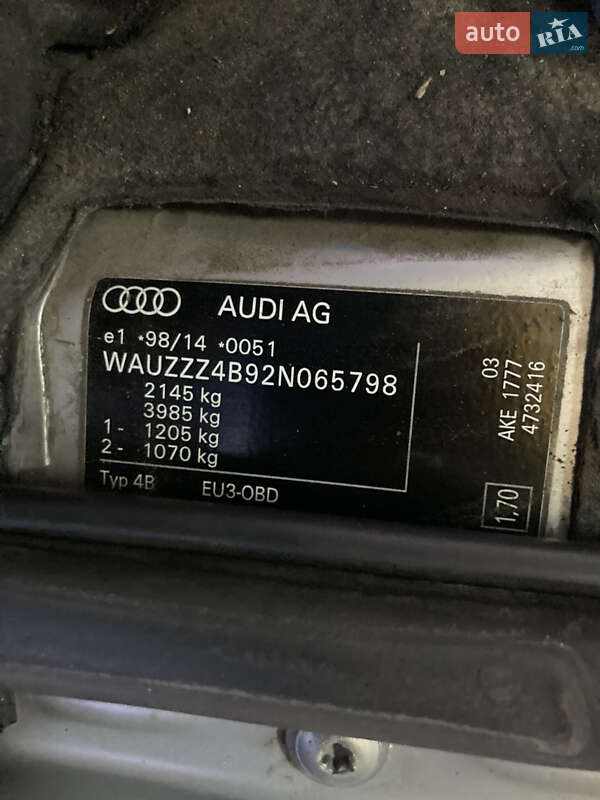 auto RIA.com
AUDI AG
e1 *98/14 *0051
WAUZZZ4B92N065798
2145 kg
3985 kg
1- 1205 kg
2- 1070 kg
Typ 4B EU3-OBD
03
AKE 1777
4732416
1,70